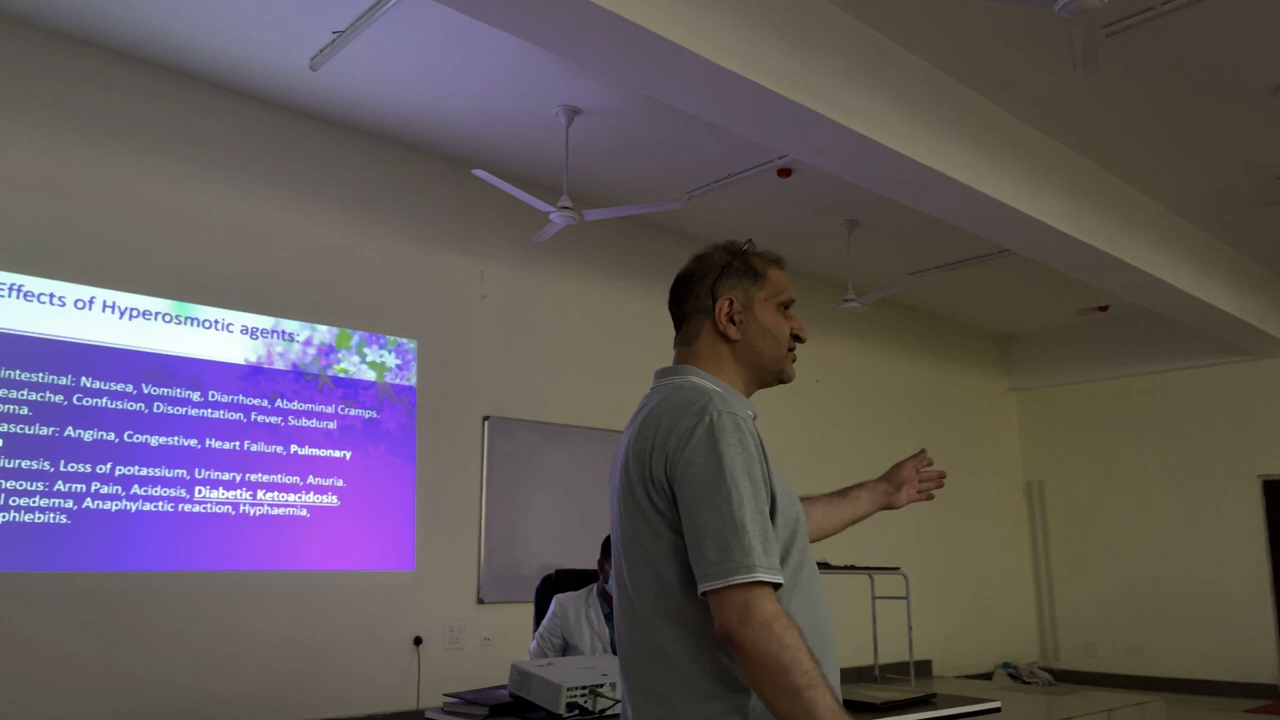 Effects of Hyperosmotic agents:
intestinal: Nausea, Vomiting, Diarrhoea, Abdominal Cramps.
eadache, Confusion, Disorientation, Fever, Subdural
oma.
ascular: Angina, Congestive, Heart Failure, Pulmonary
iuresis, Loss of potassium, Urinary retention, Anuria.
neous: Arm Pain, Acidosis, Diabetic Ketoacidosis,
l oedema, Anaphylactic reaction, Hyphaemia,
phlebitis.